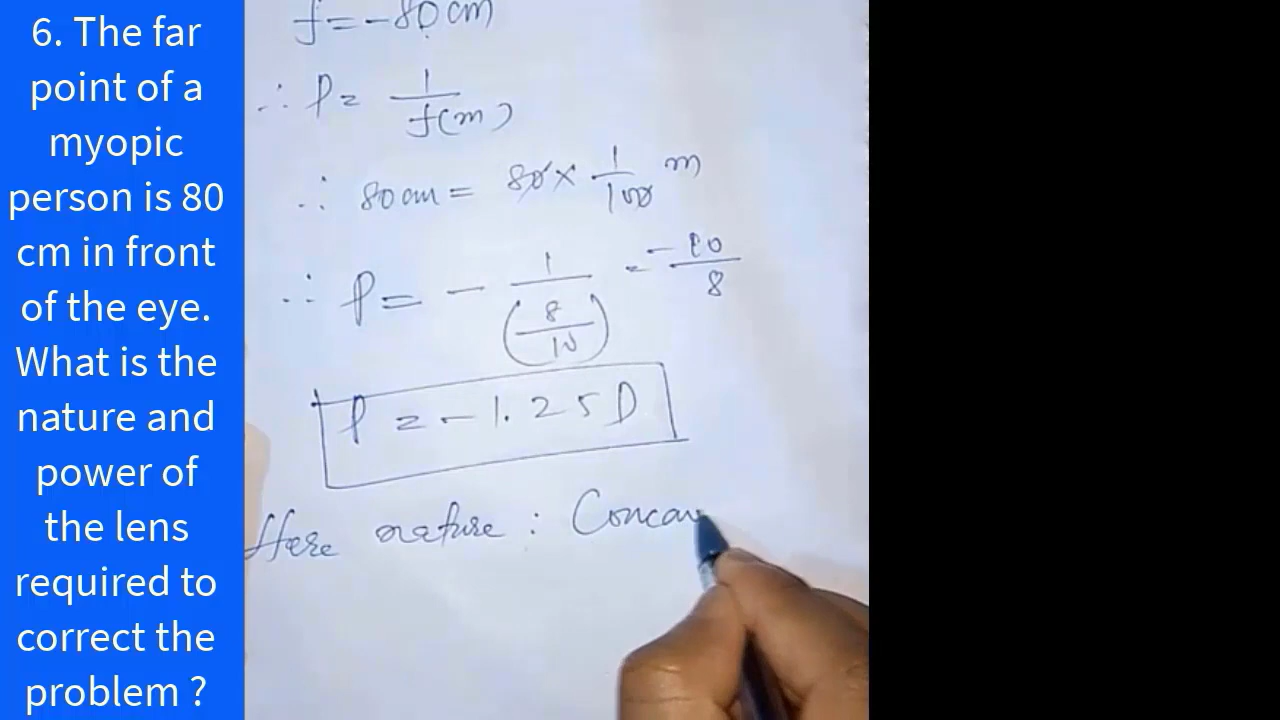 6. The far
point of a
myopic
person is 80
cm in front
of the eye.
What is the
nature and
power of
the lens
required to
correct the
problem ?
f = -80 cm
∴ P = 1/f(m)
∴ 80 cm = 80 × 1/100 m
∴ P = - 1/(8/10) = -10/8
P = -1.25 D
Here nature : Concav